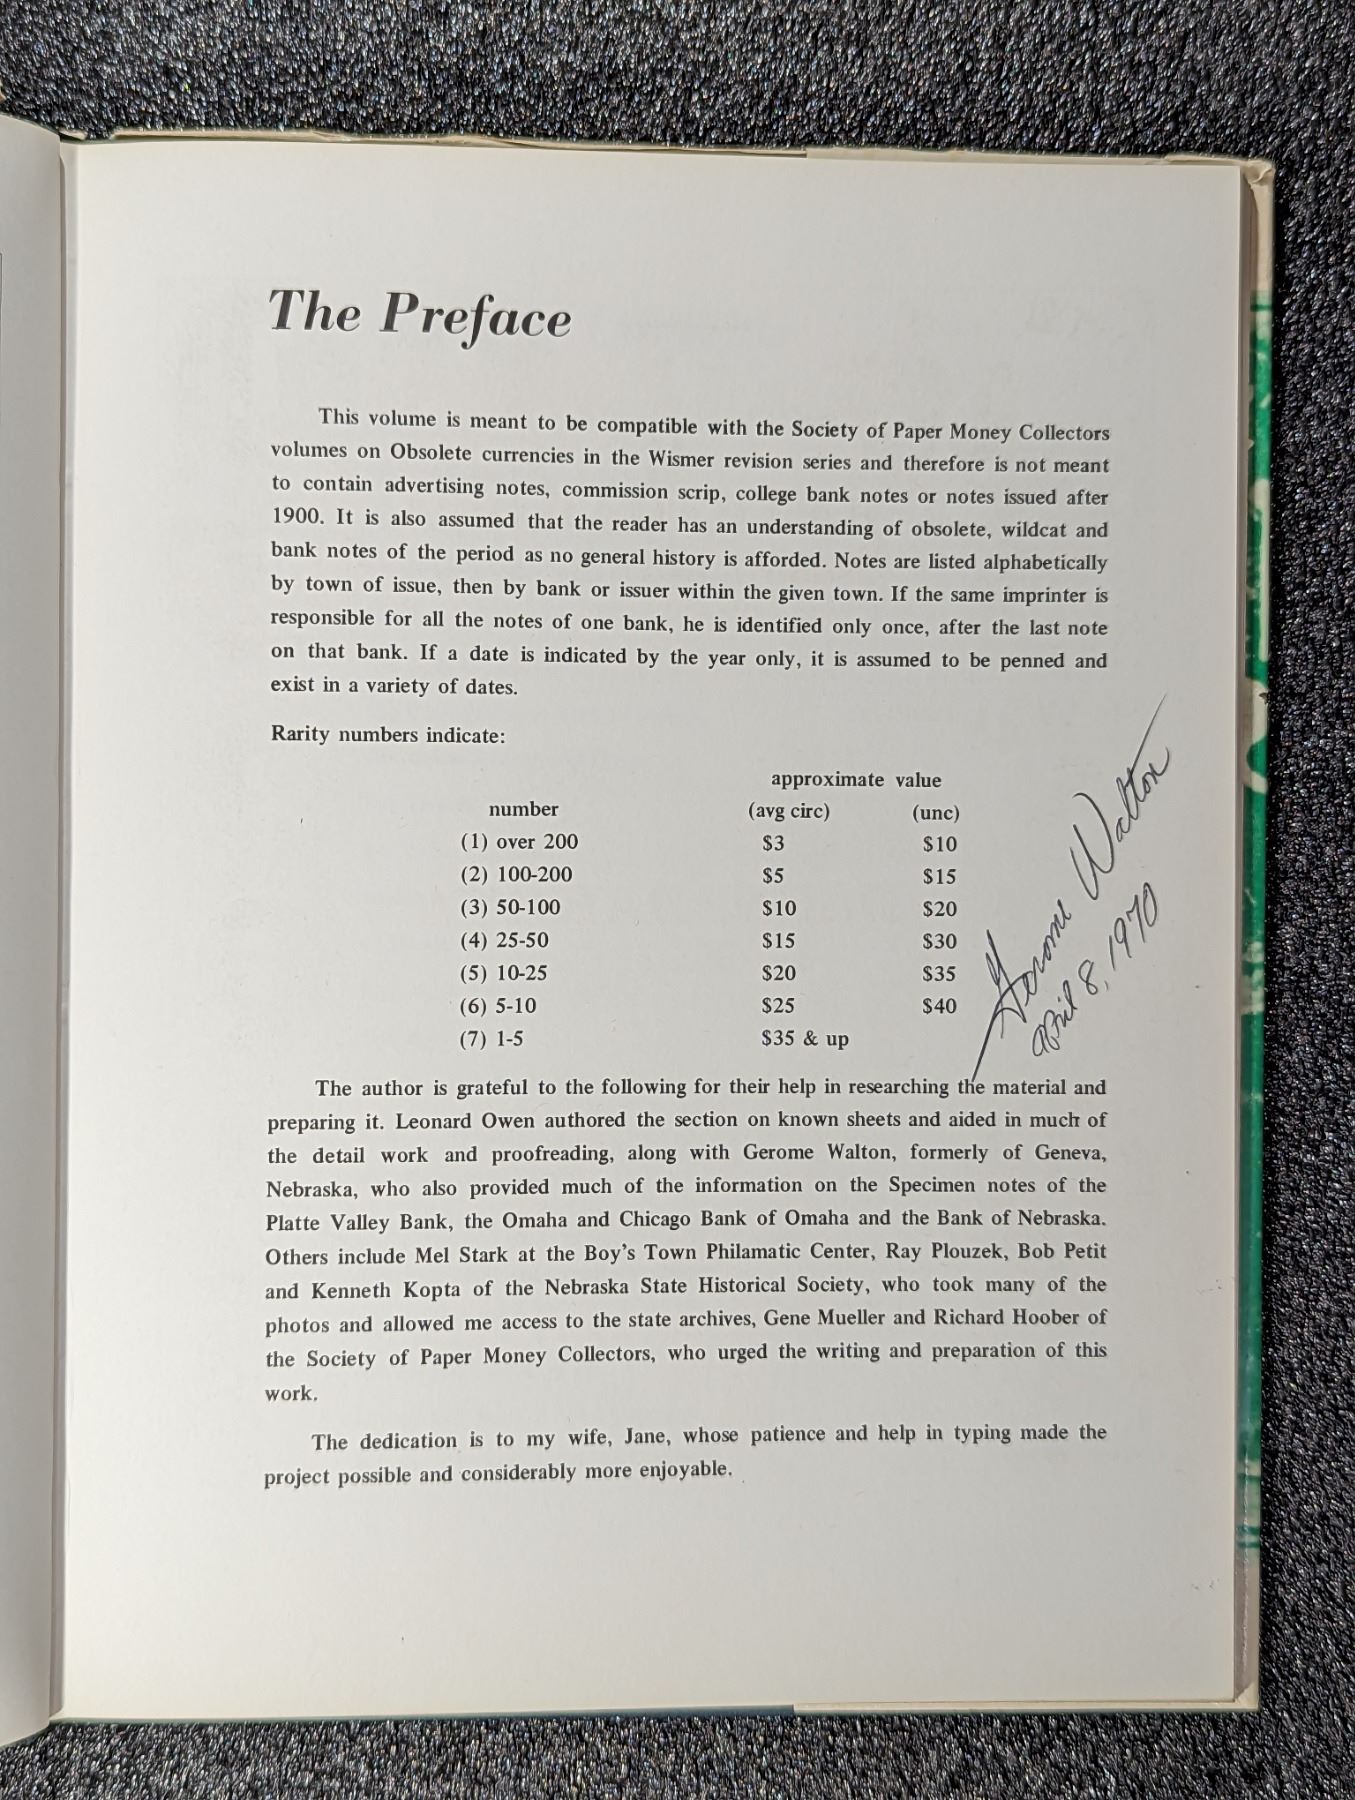 The Preface
This volume is meant to be compatible with the Society of Paper Money Collectors
volumes on Obsolete currencies in the Wismer revision series and therefore is not meant
to contain advertising notes, commission scrip, college bank notes or notes issued after
1900. It is also assumed that the reader has an understanding of obsolete, wildcat and
bank notes of the period as no general history is afforded. Notes are listed alphabetically
by town of issue, then by bank or issuer within the given town. If the same imprinter is
responsible for all the notes of one bank, he is identified only once, after the last note
on that bank. If a date is indicated by the year only, it is assumed to be penned and
exist in a variety of dates.
Rarity numbers indicate:
approximate value
number (avg circ) (unc)
(1) over 200 $3 $10
(2) 100-200 $5 $15
(3) 50-100 $10 $20
(4) 25-50 $15 $30
(5) 10-25 $20 $35
(6) 5-10 $25 $40
(7) 1-5 $35 & up
Gerome Walton
April 8, 1970
The author is grateful to the following for their help in researching the material and
preparing it. Leonard Owen authored the section on known sheets and aided in much of
the detail work and proofreading, along with Gerome Walton, formerly of Geneva,
Nebraska, who also provided much of the information on the Specimen notes of the
Platte Valley Bank, the Omaha and Chicago Bank of Omaha and the Bank of Nebraska.
Others include Mel Stark at the Boy's Town Philamatic Center, Ray Plouzek, Bob Petit
and Kenneth Kopta of the Nebraska State Historical Society, who took many of the
photos and allowed me access to the state archives, Gene Mueller and Richard Hoober of
the Society of Paper Money Collectors, who urged the writing and preparation of this
work.
The dedication is to my wife, Jane, whose patience and help in typing made the
project possible and considerably more enjoyable.